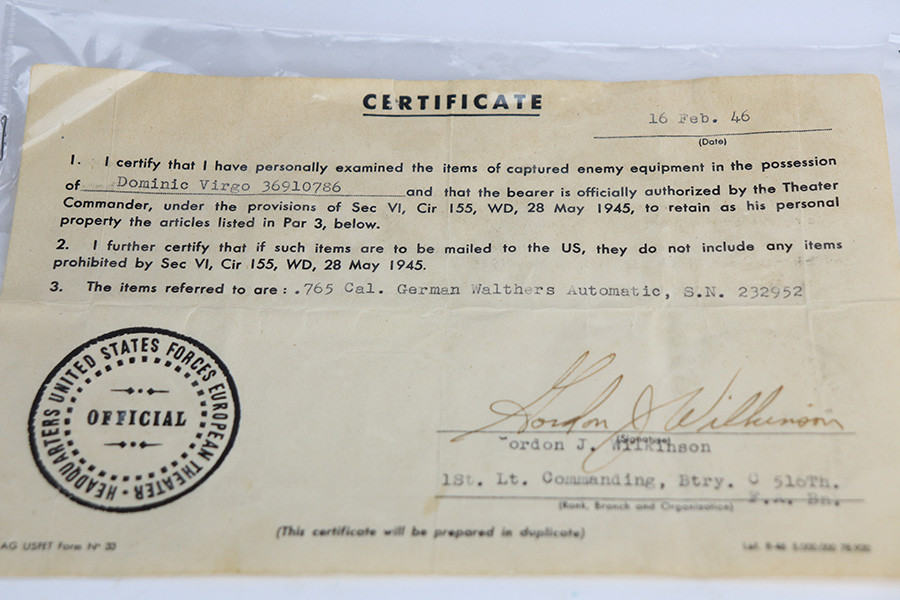 CERTIFICATE
16 Feb. 46
(Date)
1. I certify that I have personally examined the items of captured enemy equipment in the possession
of Dominic Virgo 36910786 and that the bearer is officially authorized by the Theater
Commander, under the provisions of Sec VI, Cir 155, WD, 28 May 1945, to retain as his personal
property the articles listed in Par 3, below.
2. I further certify that if such items are to be mailed to the US, they do not include any items
prohibited by Sec VI, Cir 155, WD, 28 May 1945.
3. The items referred to are: .765 Cal. German Walthers Automatic, S.N. 232952
HEADQUARTERS UNITED STATES FORCES EUROPEAN THEATER
OFFICIAL
Gordon J Wilkinson
(Signature)
ordon J. Wilkinson
1St. Lt. Commanding, Btry. C 516Th.
F.A. Bn.
(Rank, Branch and Organization)
(This certificate will be prepared in duplicate)
AG USFET Form No 33
5.000.000